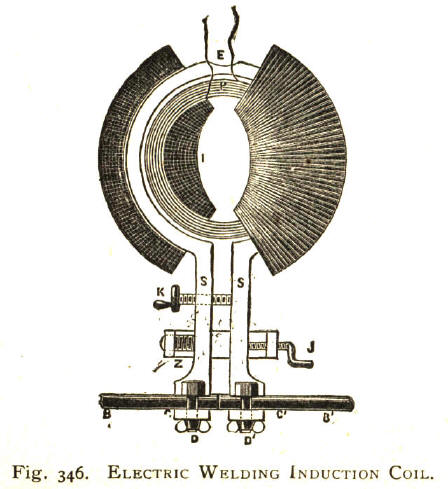 E
P
I
S S
K
J
Z
B C C' B'
D D'
Fig. 346. ELECTRIC WELDING INDUCTION COIL.